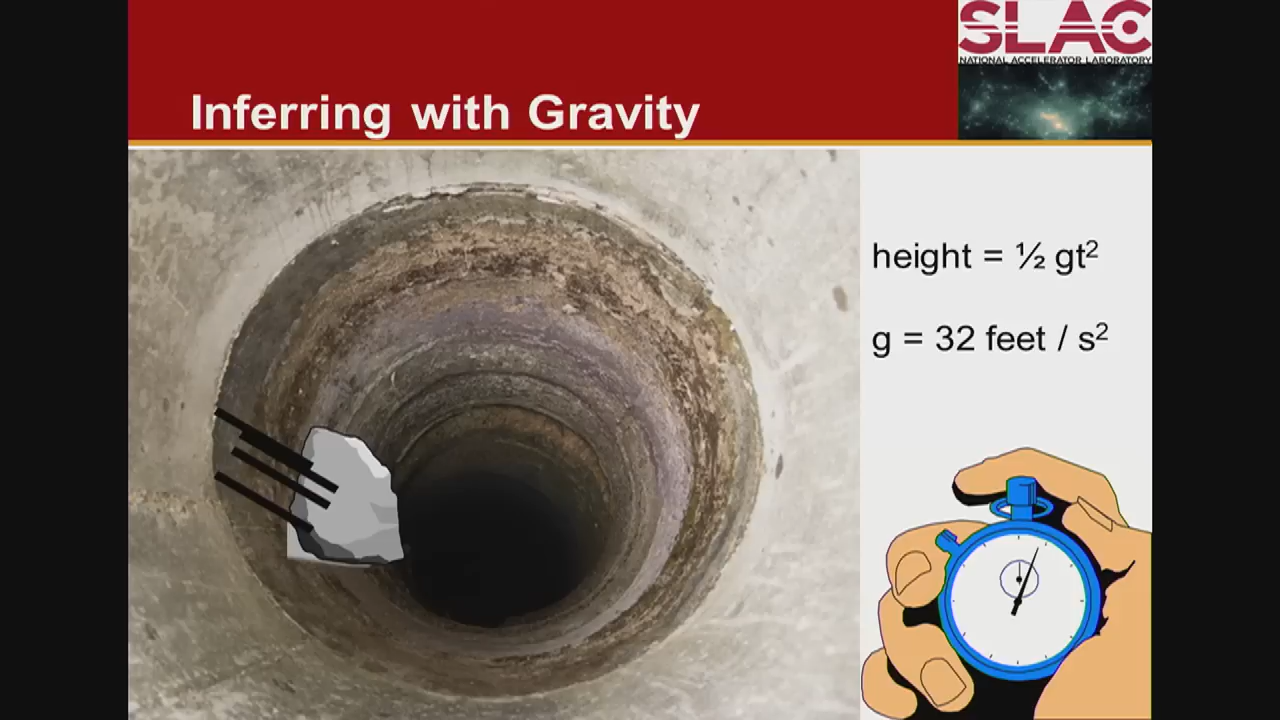 SLAC
NATIONAL ACCELERATOR LABORATORY
Inferring with Gravity
height = ½ gt²
g = 32 feet / s²